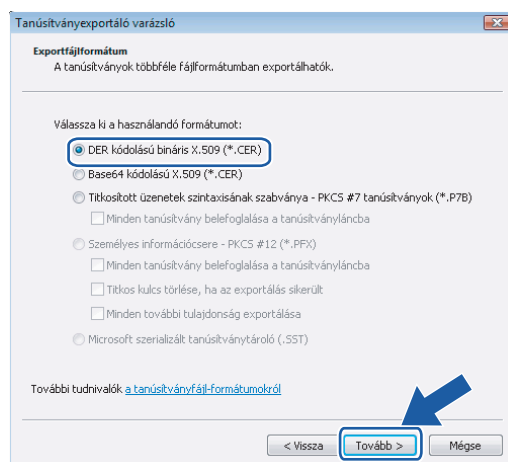 Tanúsítványexportáló varázsló
Exportfájlformátum
A tanúsítványok többféle fájlformátumban exportálhatók.
Válassza ki a használandó formátumot:
DER kódolású bináris X.509 (*.CER)
Base64 kódolású X.509 (*.CER)
Titkosított üzenetek szintaxisának szabványa - PKCS #7 tanúsítványok (*.P7B)
Minden tanúsítvány belefoglalása a tanúsítványláncba
Személyes információcsere - PKCS #12 (*.PFX)
Minden tanúsítvány belefoglalása a tanúsítványláncba
Titkos kulcs törlése, ha az exportálás sikerült
Minden további tulajdonság exportálása
Microsoft szerializált tanúsítványtároló (.SST)
További tudnivalók a tanúsítványfájl-formátumokról
< Vissza Tovább > Mégse